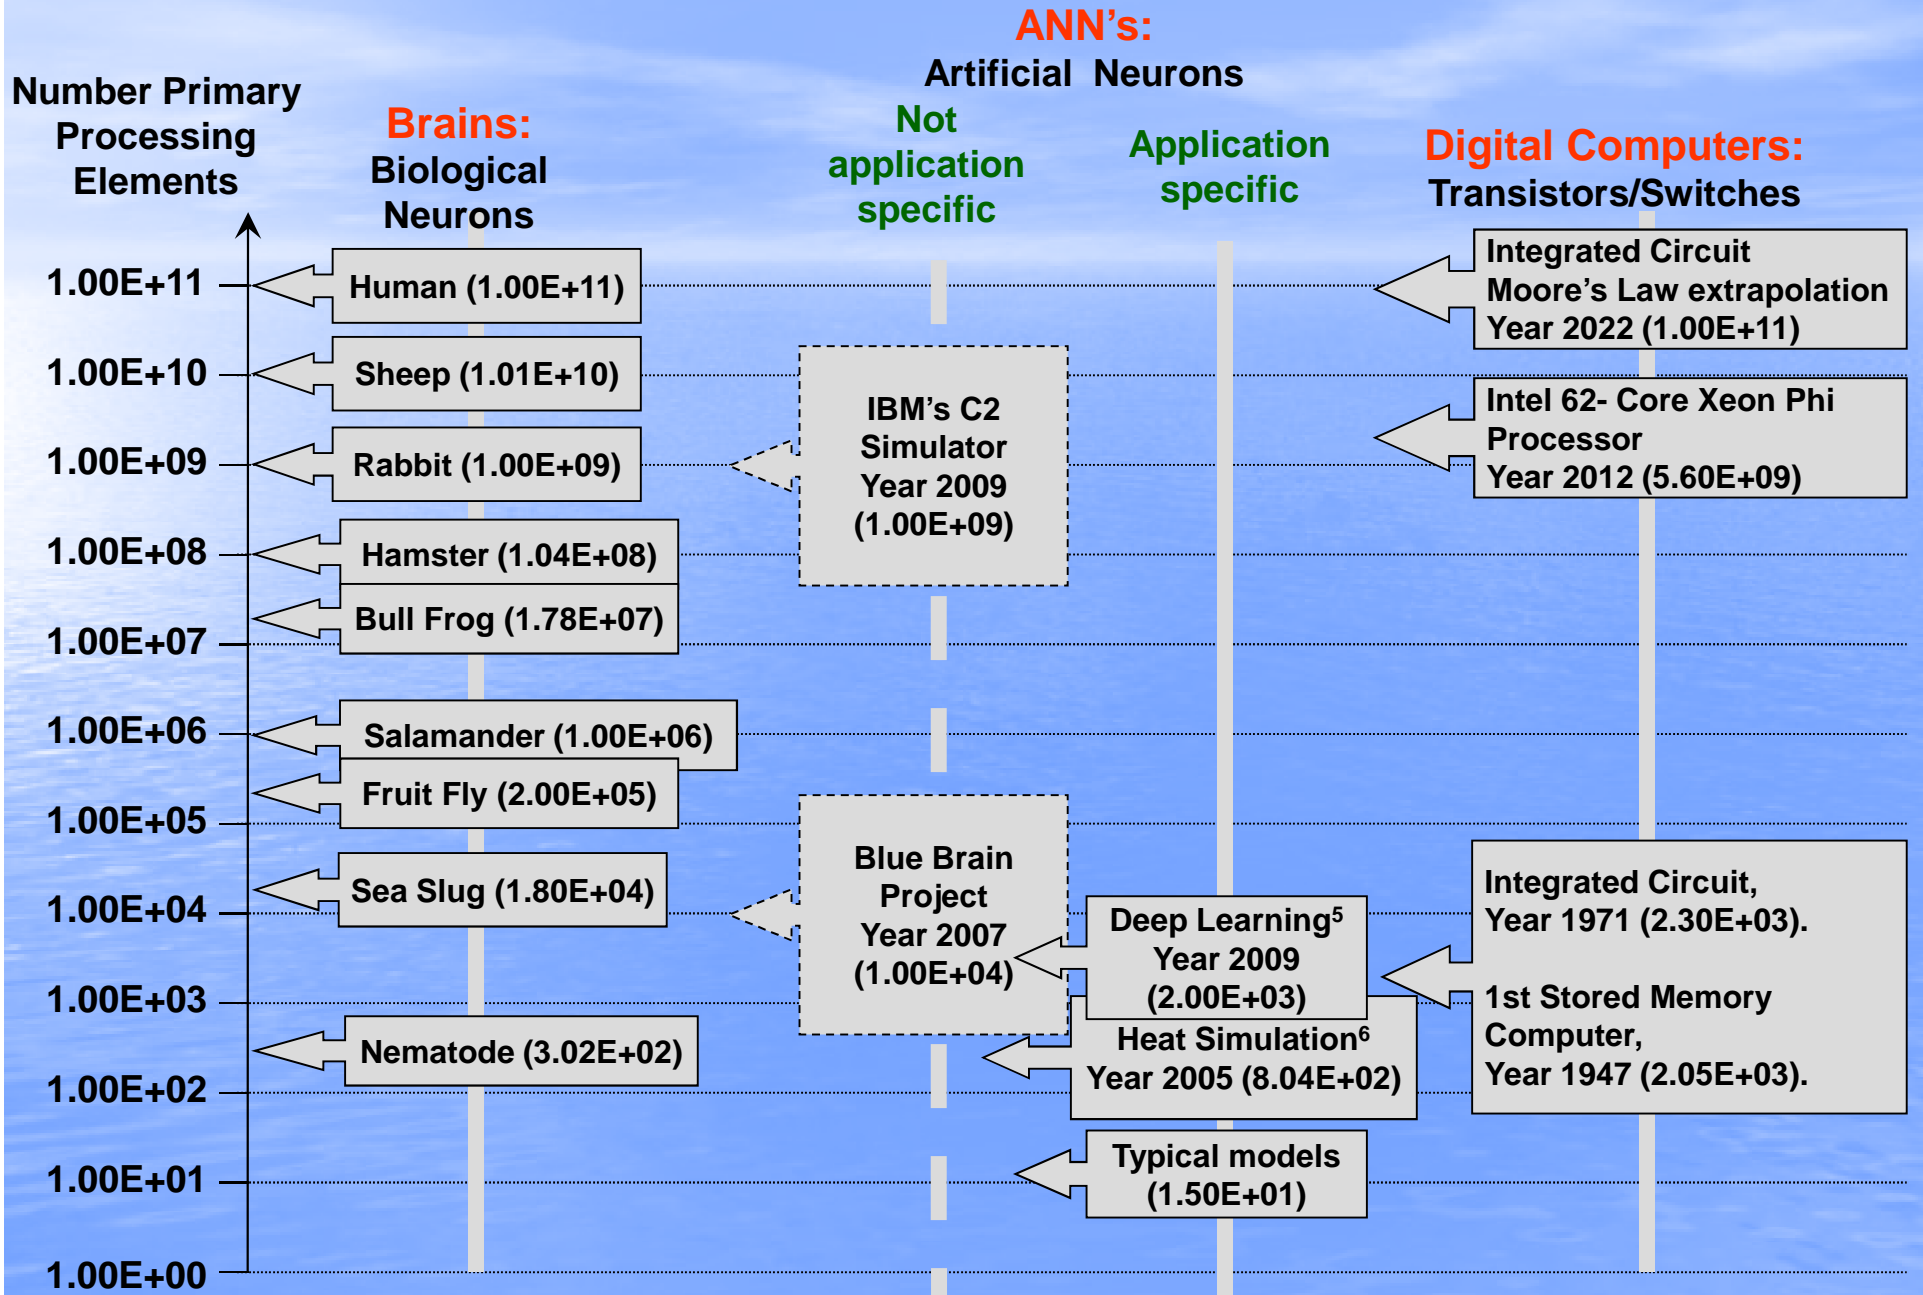 ANN's:
Artificial Neurons
Number Primary
Processing
Elements
Brains:
Biological
Neurons
Not
application
specific
Application
specific
Digital Computers:
Transistors/Switches
1.00E+11
1.00E+10
1.00E+09
1.00E+08
1.00E+07
1.00E+06
1.00E+05
1.00E+04
1.00E+03
1.00E+02
1.00E+01
1.00E+00
Human (1.00E+11)
Sheep (1.01E+10)
Rabbit (1.00E+09)
Hamster (1.04E+08)
Bull Frog (1.78E+07)
Salamander (1.00E+06)
Fruit Fly (2.00E+05)
Sea Slug (1.80E+04)
Nematode (3.02E+02)
IBM's C2
Simulator
Year 2009
(1.00E+09)
Blue Brain
Project
Year 2007
(1.00E+04)
Deep Learning⁵
Year 2009
(2.00E+03)
Heat Simulation⁶
Year 2005 (8.04E+02)
Typical models
(1.50E+01)
Integrated Circuit
Moore's Law extrapolation
Year 2022 (1.00E+11)
Intel 62- Core Xeon Phi
Processor
Year 2012 (5.60E+09)
Integrated Circuit,
Year 1971 (2.30E+03).
1st Stored Memory
Computer,
Year 1947 (2.05E+03).